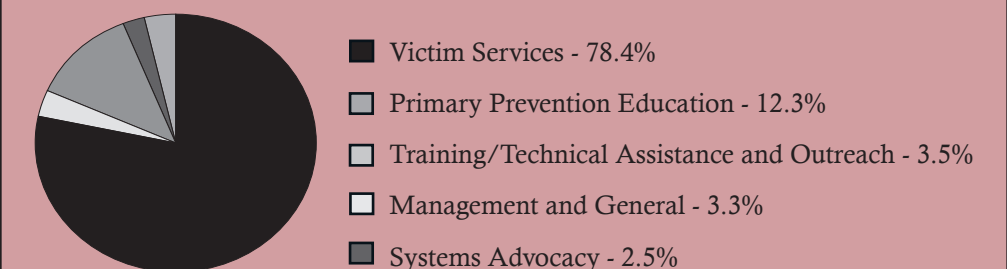 Victim Services - 78.4%
Primary Prevention Education - 12.3%
Training/Technical Assistance and Outreach - 3.5%
Management and General - 3.3%
Systems Advocacy - 2.5%